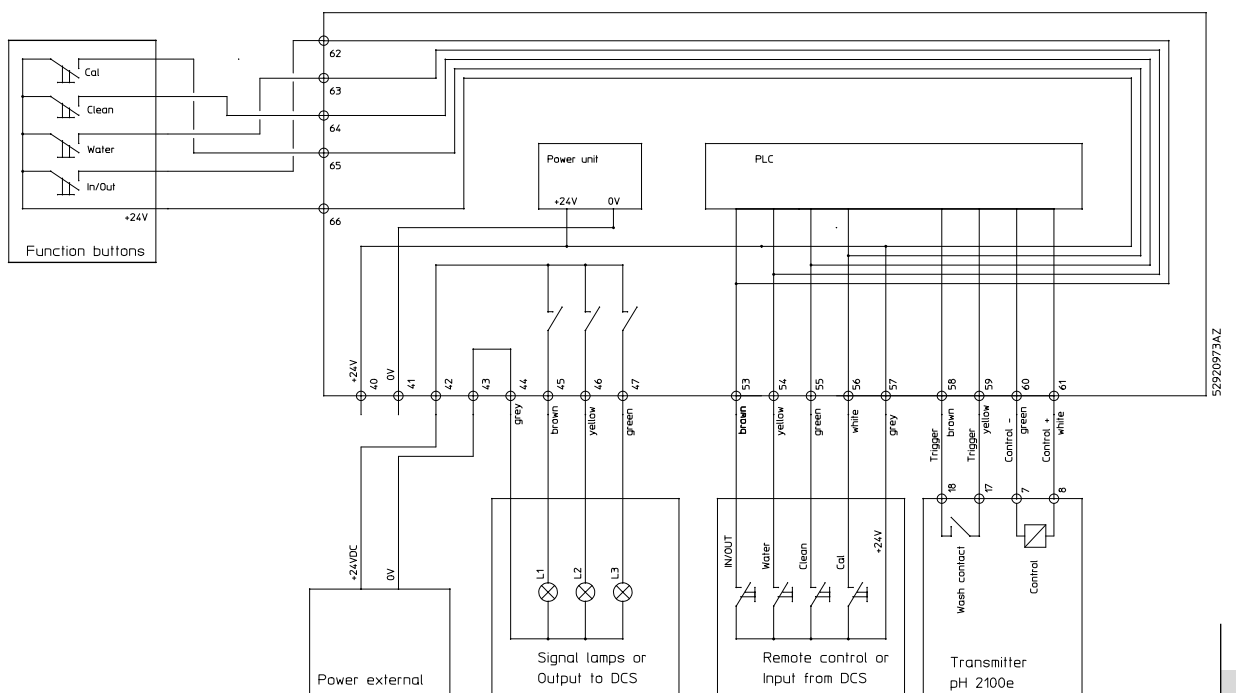 Cal
Clean
Water
In/Out
+24V
Function buttons
62
63
64
65
66
Power unit
+24V 0V
PLC
52920973AZ
+24V
40
0V
41
42
43
44
grey
45
brown
46
yellow
47
green
53
brown
54
yellow
55
green
56
white
57
grey
58
Trigger
brown
59
Trigger
yellow
60
Control -
green
61
Control +
white
18
17
7
8
+24VDC
0V
Power external
L1
L2
L3
Signal lamps or
Output to DCS
IN/OUT
Water
Clean
Cal
+24V
Remote control or
Input from DCS
Wash contact
Control
Transmitter
pH 2100e